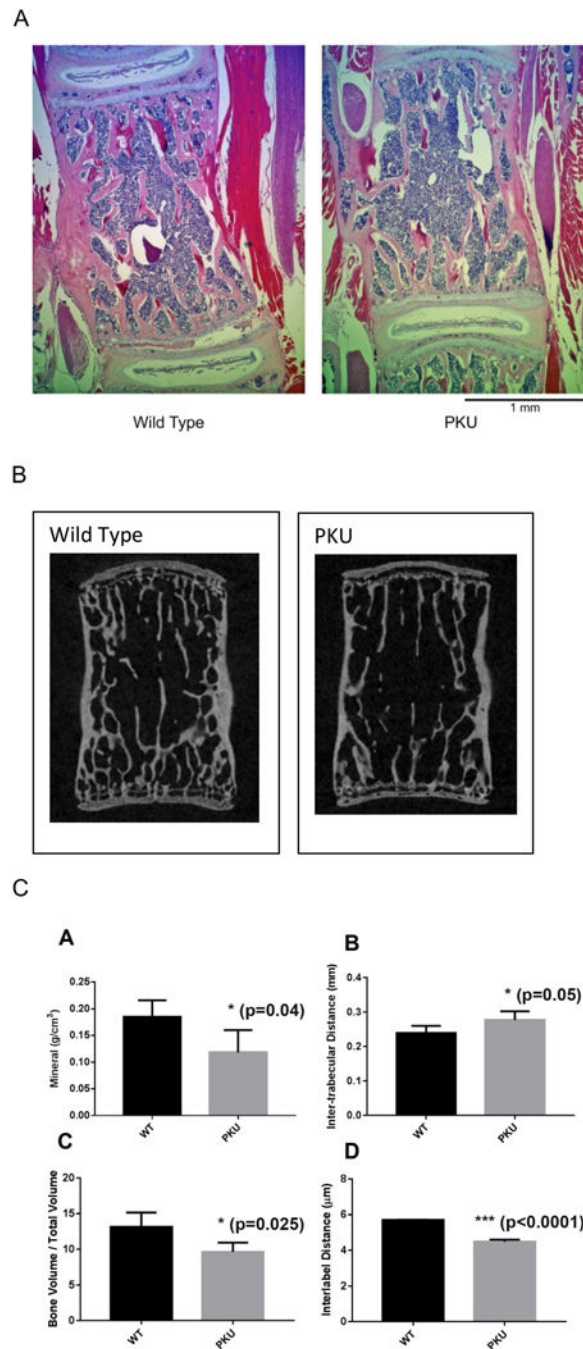 A
Wild Type
PKU
1 mm
B
Wild Type
PKU
C
A
Mineral (g/cm³)
0.25
0.20
0.15
0.10
0.05
0.00
* (p=0.04)
WT
PKU
B
Inter-trabecular Distance (mm)
0.4
0.3
0.2
0.1
0.0
* (p=0.05)
WT
PKU
C
Bone Volume / Total Volume
15
10
5
0
* (p=0.025)
WT
PKU
D
Interlabel Distance (μm)
8
6
4
2
0
*** (p<0.0001)
WT
PKU